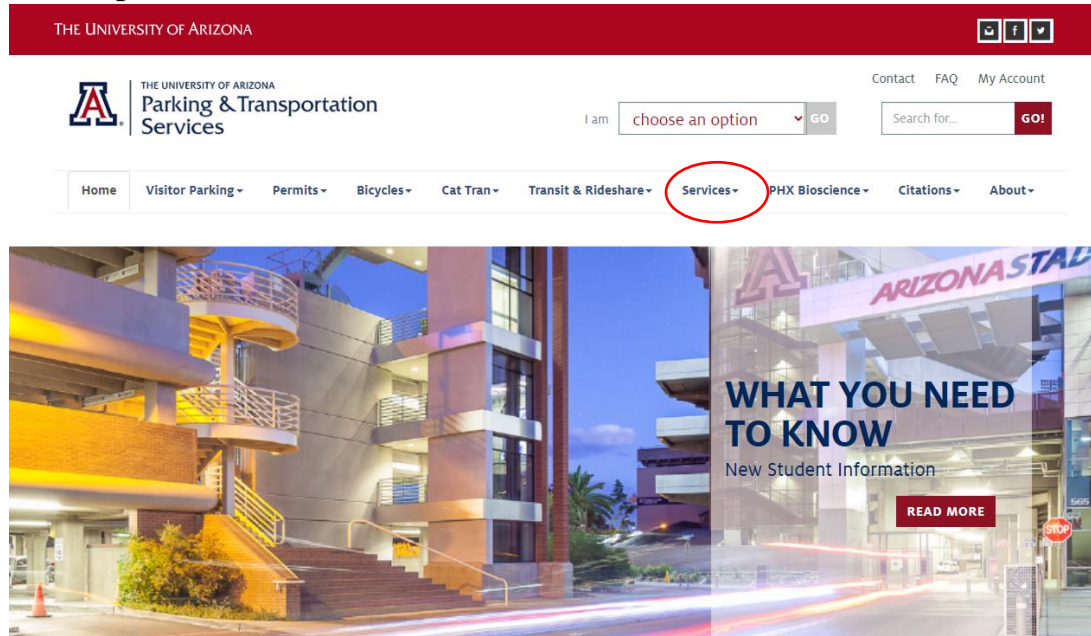 THE UNIVERSITY OF ARIZONA
Contact FAQ My Account
THE UNIVERSITY OF ARIZONA
Parking & Transportation
Services
I am choose an option GO
Search for... GO!
Home Visitor Parking Permits Bicycles Cat Tran Transit & Rideshare Services PHX Bioscience Citations About
ARIZONA STAD
WHAT YOU NEED
TO KNOW
New Student Information
READ MORE
565
STOP